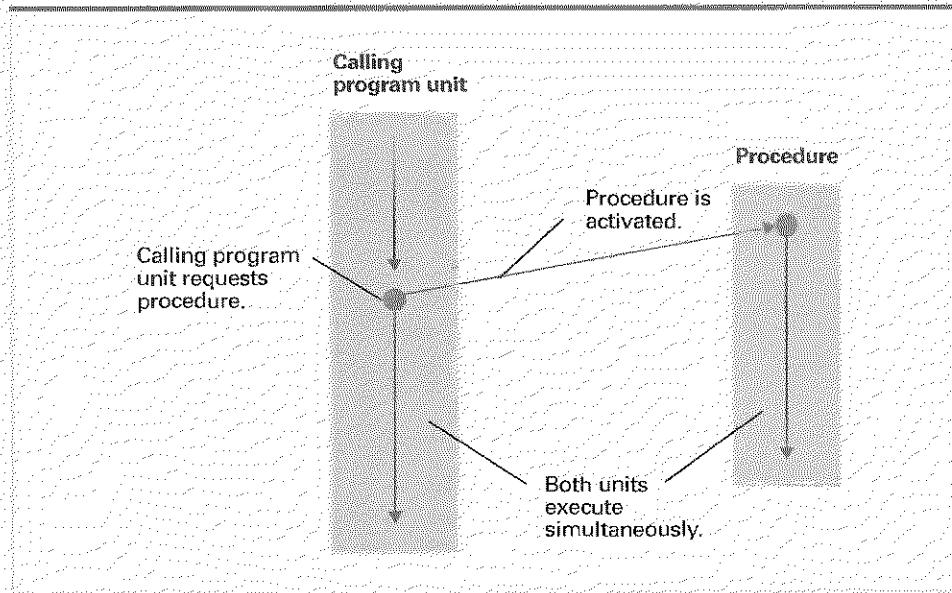 Calling
program unit
Procedure
Procedure is
activated.
Calling program
unit requests
procedure.
Both units
execute
simultaneously.